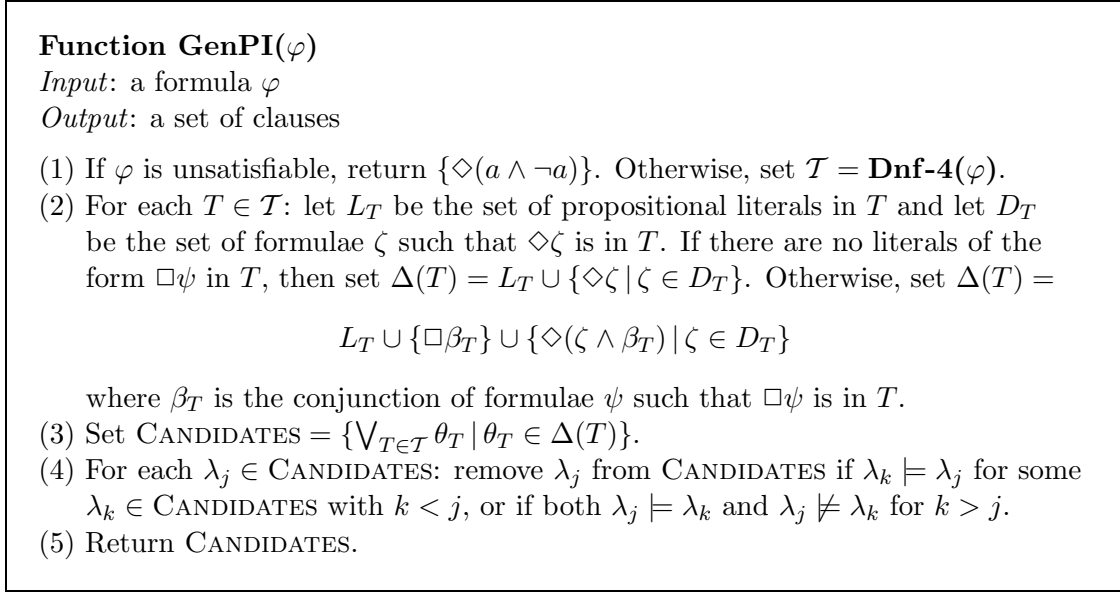 Function GenPI(φ)
Input: a formula φ
Output: a set of clauses
(1) If φ is unsatisfiable, return {◇(a ∧ ¬a)}. Otherwise, set 𝒯 = Dnf-4(φ).
(2) For each T ∈ 𝒯: let L_T be the set of propositional literals in T and let D_T
be the set of formulae ζ such that ◇ζ is in T. If there are no literals of the
form □ψ in T, then set Δ(T) = L_T ∪ {◇ζ | ζ ∈ D_T}. Otherwise, set Δ(T) =
L_T ∪ {□β_T} ∪ {◇(ζ ∧ β_T) | ζ ∈ D_T}
where β_T is the conjunction of formulae ψ such that □ψ is in T.
(3) Set CANDIDATES = {⋁_{T∈𝒯} θ_T | θ_T ∈ Δ(T)}.
(4) For each λ_j ∈ CANDIDATES: remove λ_j from CANDIDATES if λ_k ⊨ λ_j for some
λ_k ∈ CANDIDATES with k < j, or if both λ_j ⊨ λ_k and λ_j ⊭ λ_k for k > j.
(5) Return CANDIDATES.